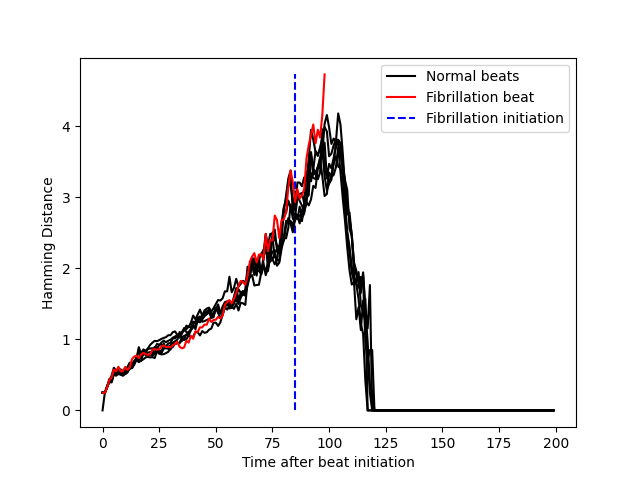 Normal beats
Fibrillation beat
Fibrillation initiation
Hamming Distance
4
3
2
1
0
0 25 50 75 100 125 150 175 200
Time after beat initiation